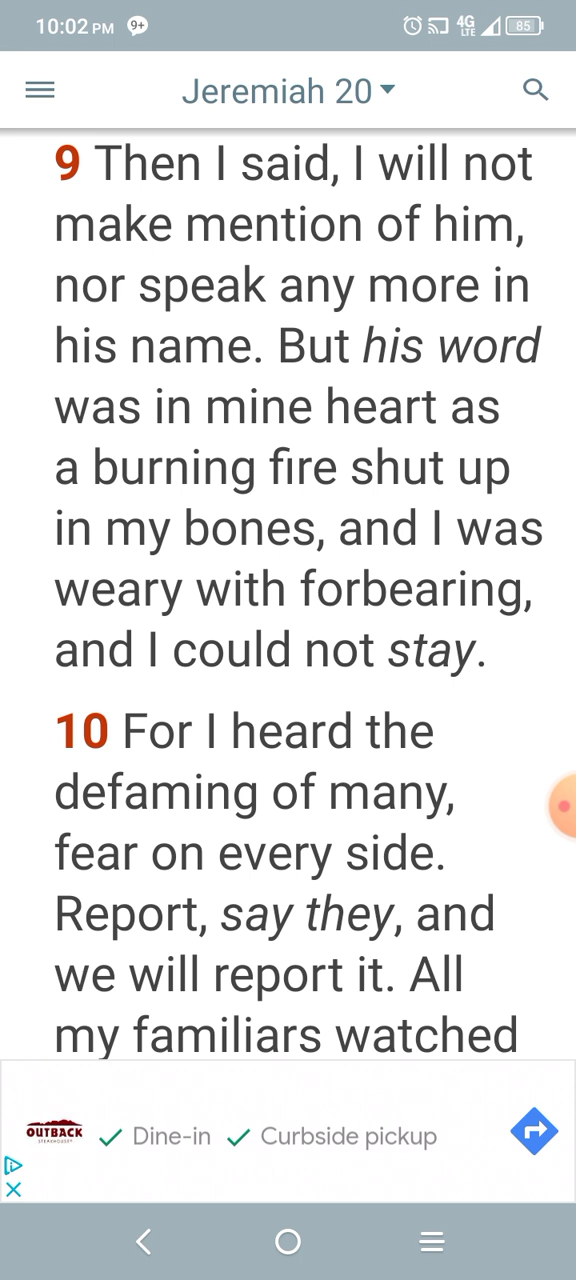 10:02 PM 9+ 4G LTE 85
Jeremiah 20
9 Then I said, I will not
make mention of him,
nor speak any more in
his name. But his word
was in mine heart as
a burning fire shut up
in my bones, and I was
weary with forbearing,
and I could not stay.
10 For I heard the
defaming of many,
fear on every side.
Report, say they, and
we will report it. All
my familiars watched
OUTBACK
STEAKHOUSE
Dine-in Curbside pickup